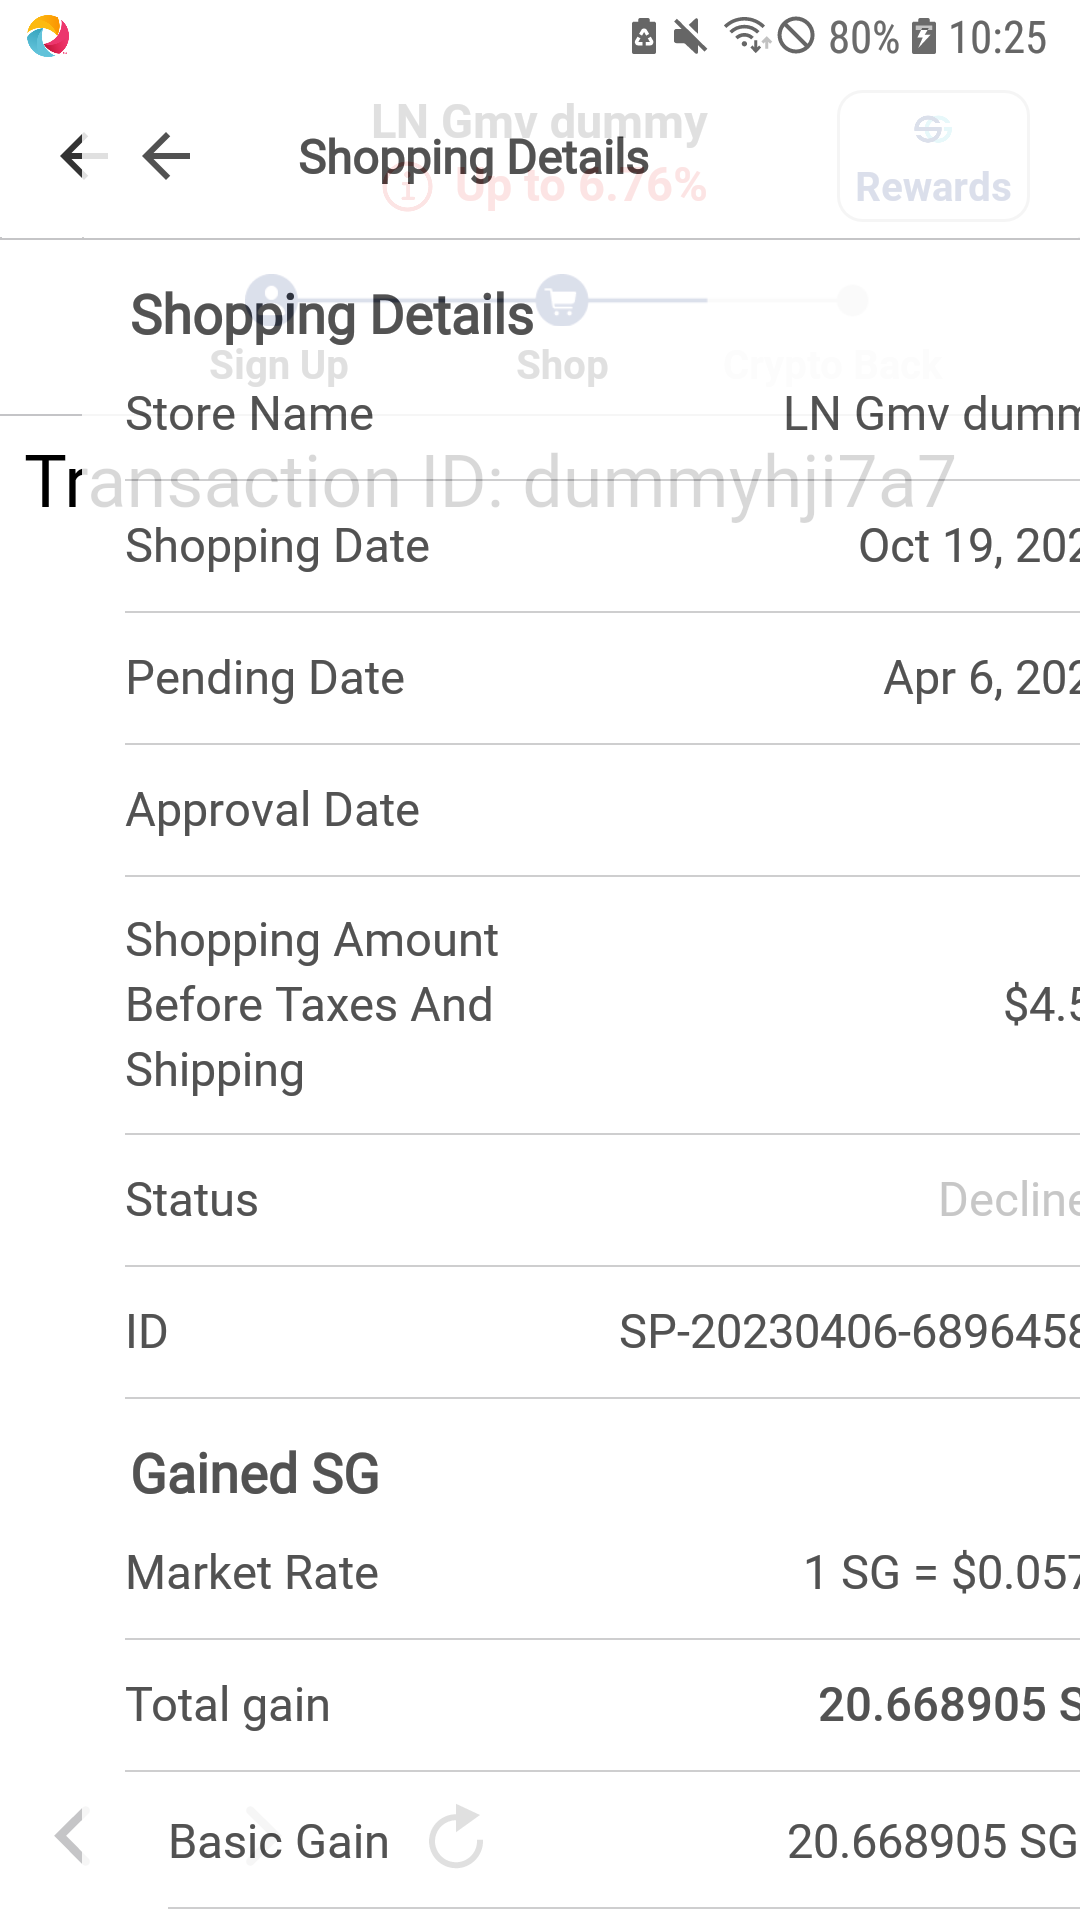 80% 10:25
LN Gmv dummy
Shopping Details
Up to 6.76%
Rewards
Shopping Details
Sign Up Shop Crypto Back
Store Name LN Gmv dumm
Transaction ID: dummyhji7a7
Shopping Date Oct 19, 202
Pending Date Apr 6, 202
Approval Date
Shopping Amount
Before Taxes And
Shipping
$4.5
Status Decline
ID SP-20230406-6896458
Gained SG
Market Rate 1 SG = $0.057
Total gain 20.668905 S
Basic Gain 20.668905 SG